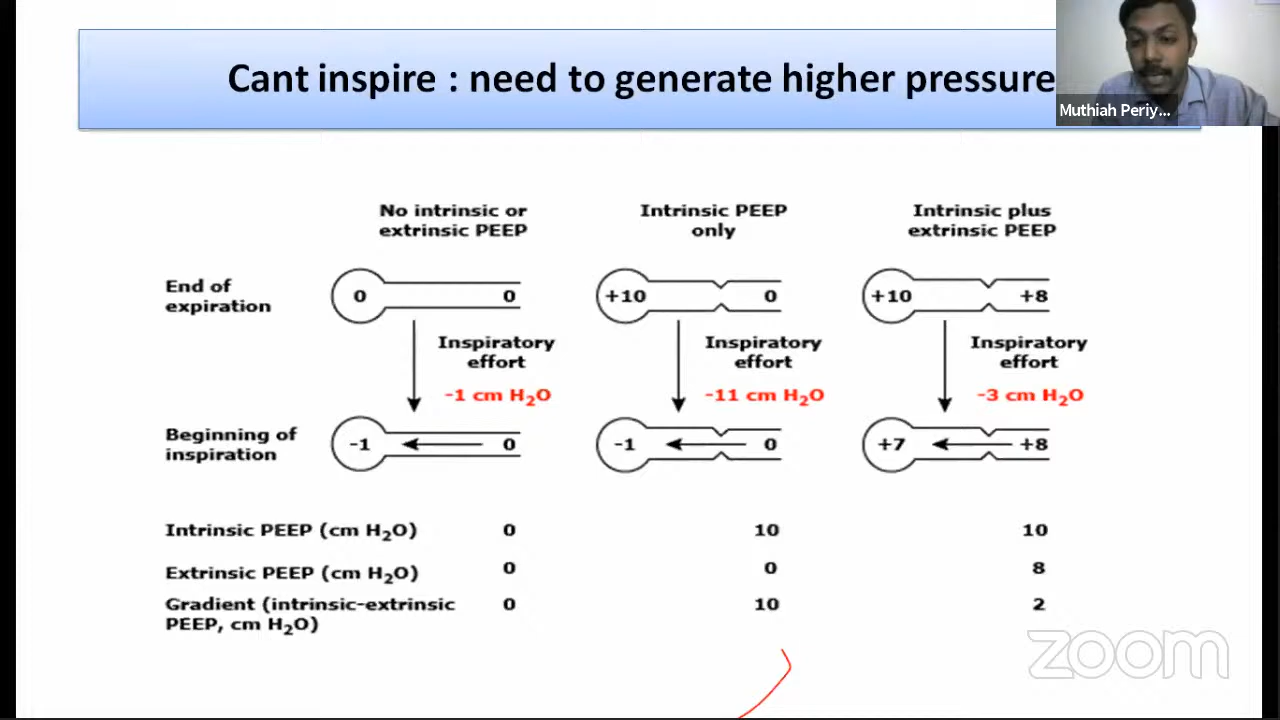 Cant inspire : need to generate higher pressure
Muthiah Periy...
No intrinsic or
extrinsic PEEP
Intrinsic PEEP
only
Intrinsic plus
extrinsic PEEP
End of
expiration
0 0
+10 0
+10 +8
Inspiratory
effort
-1 cm H₂O
Inspiratory
effort
-11 cm H₂O
Inspiratory
effort
-3 cm H₂O
Beginning of
inspiration
-1 0
-1 0
+7 +8
Intrinsic PEEP (cm H₂O) 0 10 10
Extrinsic PEEP (cm H₂O) 0 0 8
Gradient (intrinsic-extrinsic 0 10 2
PEEP, cm H₂O)
zoom